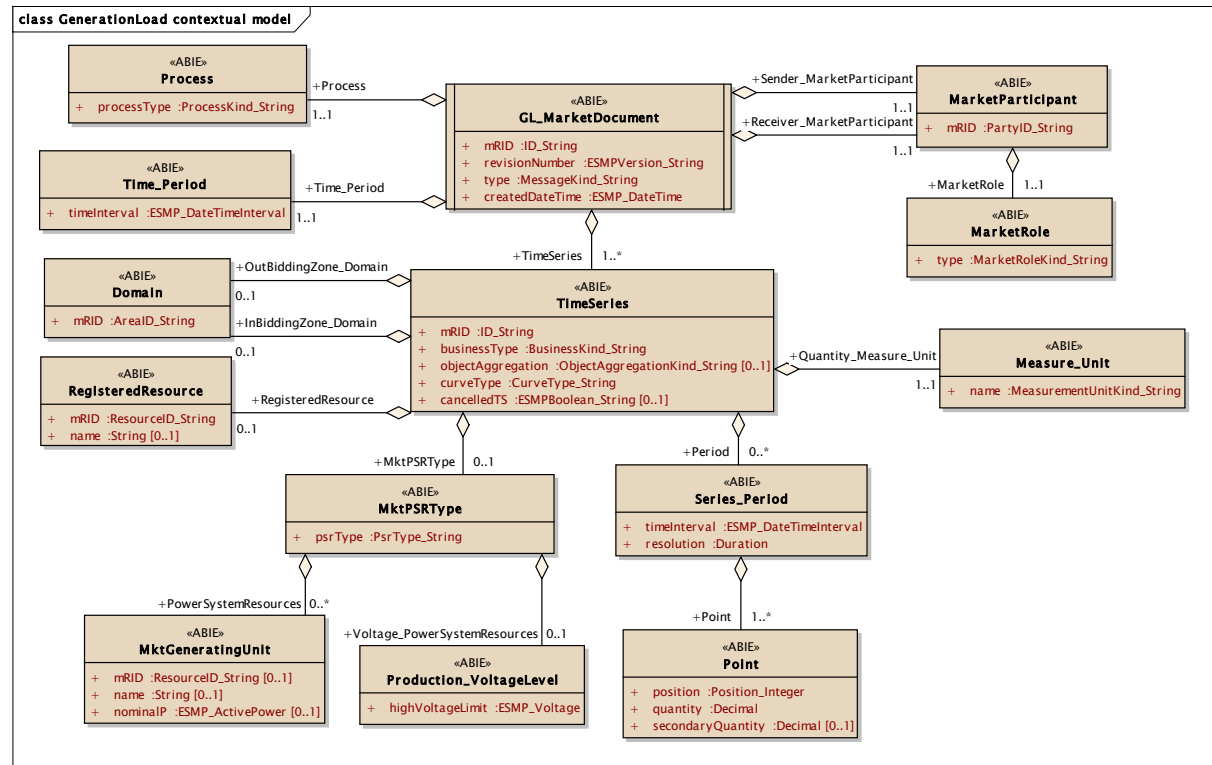 class GenerationLoad contextual model
«ABIE»
Process
+ processType :ProcessKind_String
+Process
1..1
«ABIE»
GL_MarketDocument
+ mRID :ID_String
+ revisionNumber :ESMPVersion_String
+ type :MessageKind_String
+ createdDateTime :ESMP_DateTime
+Sender_MarketParticipant
1..1
+Receiver_MarketParticipant
1..1
«ABIE»
MarketParticipant
+ mRID :PartyID_String
«ABIE»
Time_Period
+ timeInterval :ESMP_DateTimeInterval
+Time_Period
1..1
+MarketRole
1..1
«ABIE»
MarketRole
+ type :MarketRoleKind_String
+TimeSeries
1..*
«ABIE»
Domain
+ mRID :AreaID_String
+OutBiddingZone_Domain
0..1
+InBiddingZone_Domain
0..1
«ABIE»
TimeSeries
+ mRID :ID_String
+ businessType :BusinessKind_String
+ objectAggregation :ObjectAggregationKind_String [0..1]
+ curveType :CurveType_String
+ cancelledTS :ESMPBoolean_String [0..1]
+Quantity_Measure_Unit
1..1
«ABIE»
Measure_Unit
+ name :MeasurementUnitKind_String
«ABIE»
RegisteredResource
+ mRID :ResourceID_String
+ name :String [0..1]
+RegisteredResource
0..1
+MktPSRType
0..1
+Period
0..*
«ABIE»
MktPSRType
+ psrType :PsrType_String
«ABIE»
Series_Period
+ timeInterval :ESMP_DateTimeInterval
+ resolution :Duration
+PowerSystemResources
0..*
+Voltage_PowerSystemResources
0..1
+Point
1..*
«ABIE»
MktGeneratingUnit
+ mRID :ResourceID_String [0..1]
+ name :String [0..1]
+ nominalP :ESMP_ActivePower [0..1]
«ABIE»
Production_VoltageLevel
+ highVoltageLimit :ESMP_Voltage
«ABIE»
Point
+ position :Position_Integer
+ quantity :Decimal
+ secondaryQuantity :Decimal [0..1]